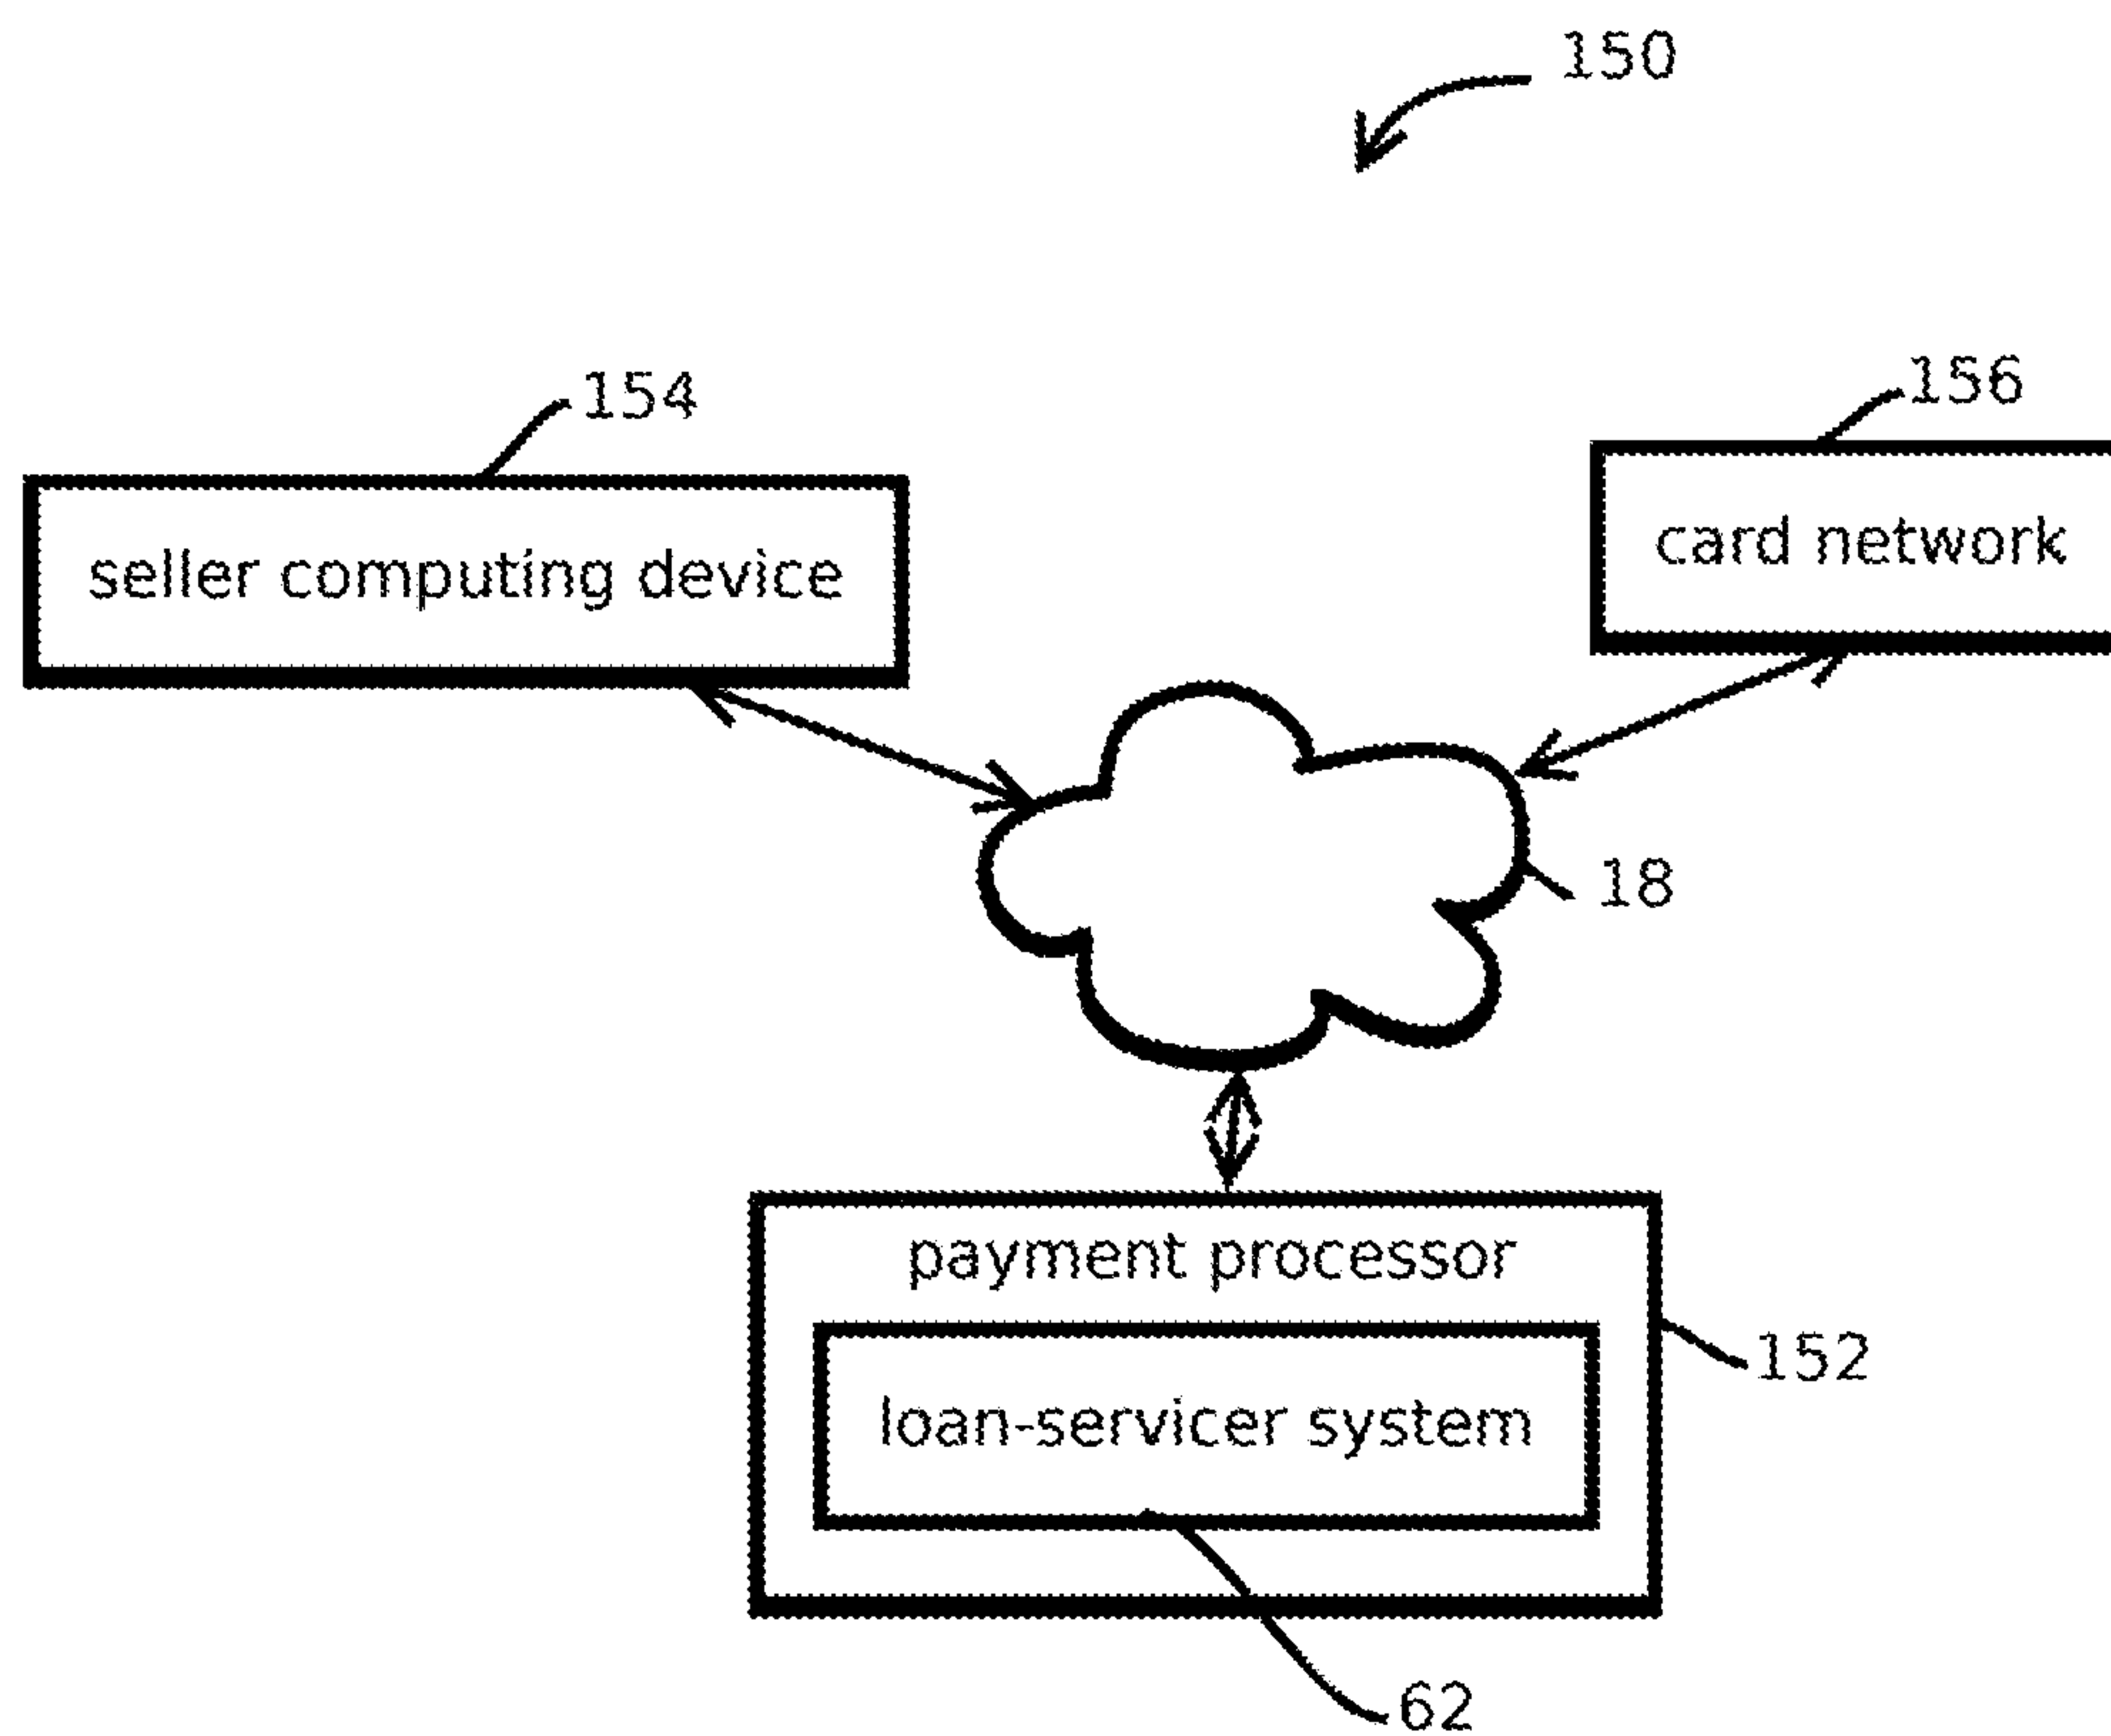 150
154
156
seller computing device
card network
18
payment processor
152
loan-servicer system
62